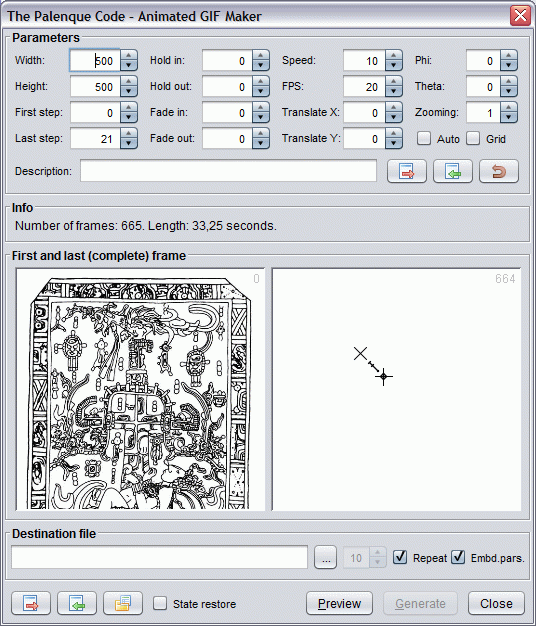 The Palenque Code - Animated GIF Maker
Parameters
Width: 500 Hold in: 0 Speed: 10 Phi: 0
Height: 500 Hold out: 0 FPS: 20 Theta: 0
First step: 0 Fade in: 0 Translate X: 0 Zooming: 1
Last step: 21 Fade out: 0 Translate Y: 0 Auto Grid
Description:
Info
Number of frames: 665. Length: 33,25 seconds.
First and last (complete) frame
0 664
Destination file
... 10 Repeat Embd.pars.
State restore Preview Generate Close